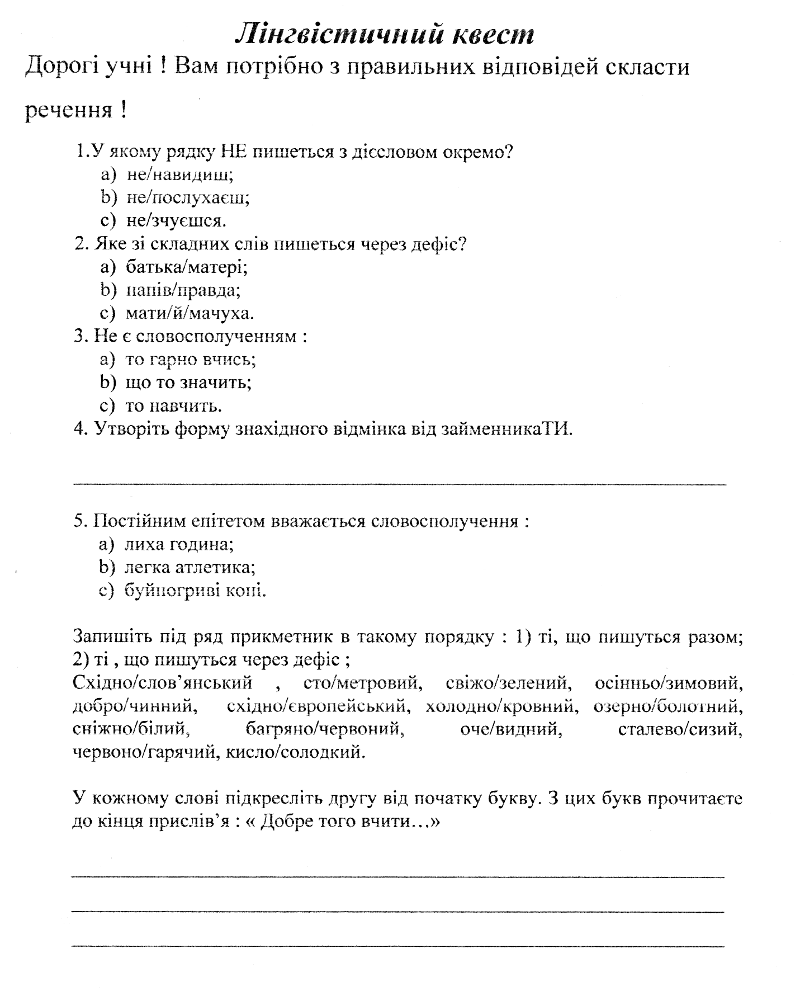 Лінгвістичний квест
Дорогі учні ! Вам потрібно з правильних відповідей скласти
речення !
1.У якому рядку НЕ пишеться з дієсловом окремо?
a) не/навидиш;
b) не/послухаєш;
c) не/зчуєшся.
2. Яке зі складних слів пишеться через дефіс?
a) батька/матері;
b) напів/правда;
c) мати/й/мачуха.
3. Не є словосполученням :
a) то гарно вчись;
b) що то значить;
c) то навчить.
4. Утворіть форму знахідного відмінка від займенникаТИ.
5. Постійним епітетом вважається словосполучення :
a) лиха година;
b) легка атлетика;
c) буйногриві коні.
Запишіть під ряд прикметник в такому порядку : 1) ті, що пишуться разом;
2) ті , що пишуться через дефіс ;
Східно/слов’янський , сто/метровий, свіжо/зелений, осінньо/зимовий,
добро/чинний, східно/європейський, холодно/кровний, озерно/болотний,
сніжно/білий, багряно/червоний, оче/видний, сталево/сизий,
червоно/гарячий, кисло/солодкий.
У кожному слові підкресліть другу від початку букву. З цих букв прочитаєте
до кінця прислів’я : « Добре того вчити...»